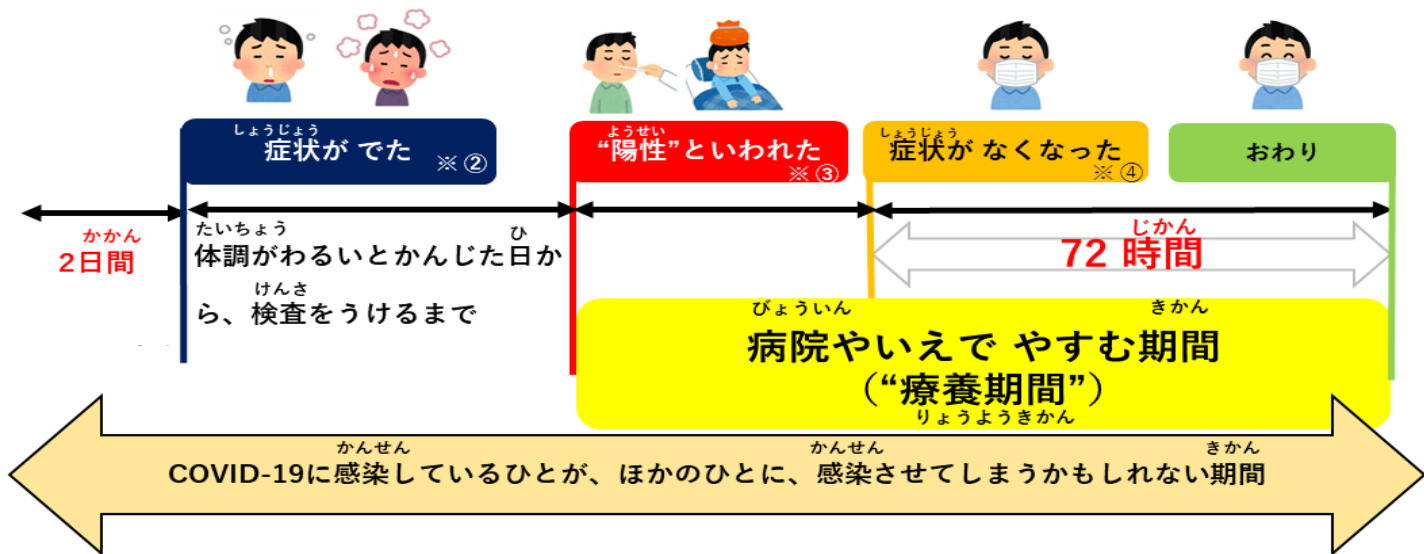 しょうじょう
症状が でた
※②
ようせい
“陽性”といわれた
※③
しょうじょう
症状が なくなった
※④
おわり
かかん
2日間
たいちょう ひ
体調がわるいとかんじた日か
けんさ
ら、検査をうけるまで
じかん
72 時間
びょういん きかん
病院やいえで やすむ期間
(“療養期間”)
りょうようきかん
かんせん かんせん きかん
COVID-19に感染しているひとが、ほかのひとに、感染させてしまうかもしれない期間